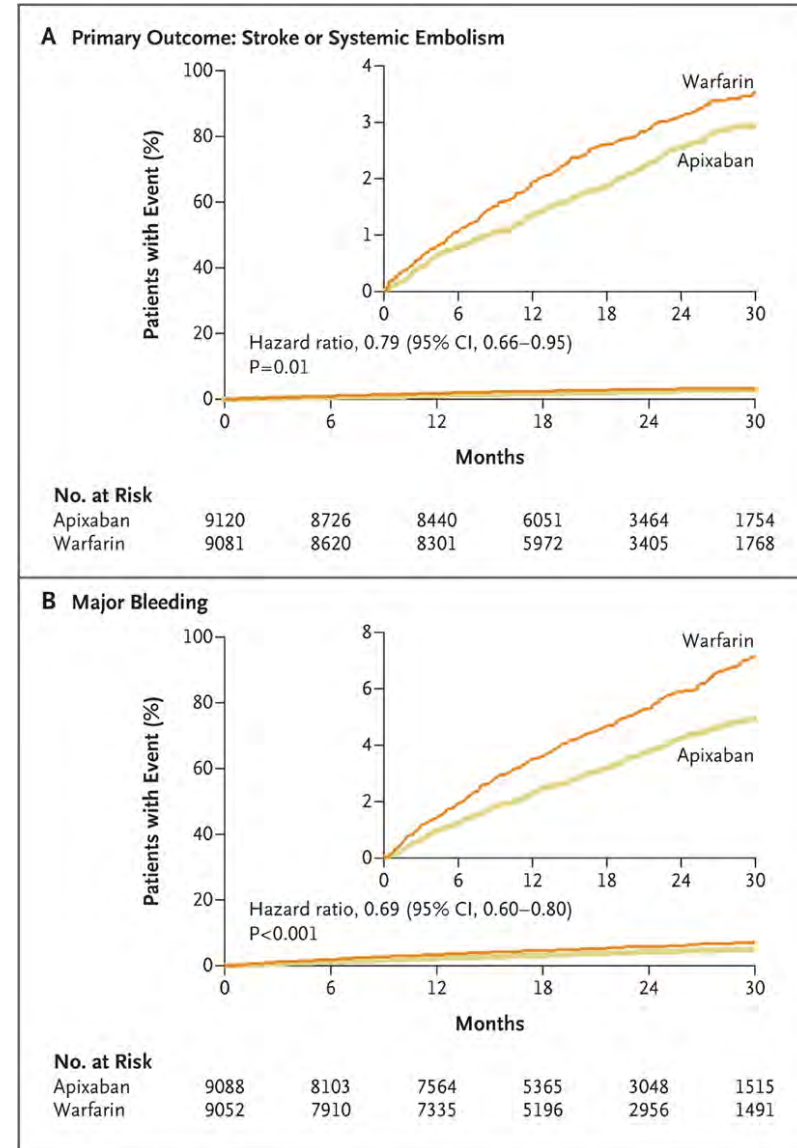 A Primary Outcome: Stroke or Systemic Embolism
Patients with Event (%)
100
80
60
40
20
0
0 6 12 18 24 30
Months
4
3
2
1
0
0 6 12 18 24 30
Warfarin
Apixaban
Hazard ratio, 0.79 (95% CI, 0.66–0.95)
P=0.01
No. at Risk
Apixaban 9120 8726 8440 6051 3464 1754
Warfarin 9081 8620 8301 5972 3405 1768
B Major Bleeding
Patients with Event (%)
100
80
60
40
20
0
0 6 12 18 24 30
Months
8
6
4
2
0
0 6 12 18 24 30
Warfarin
Apixaban
Hazard ratio, 0.69 (95% CI, 0.60–0.80)
P<0.001
No. at Risk
Apixaban 9088 8103 7564 5365 3048 1515
Warfarin 9052 7910 7335 5196 2956 1491